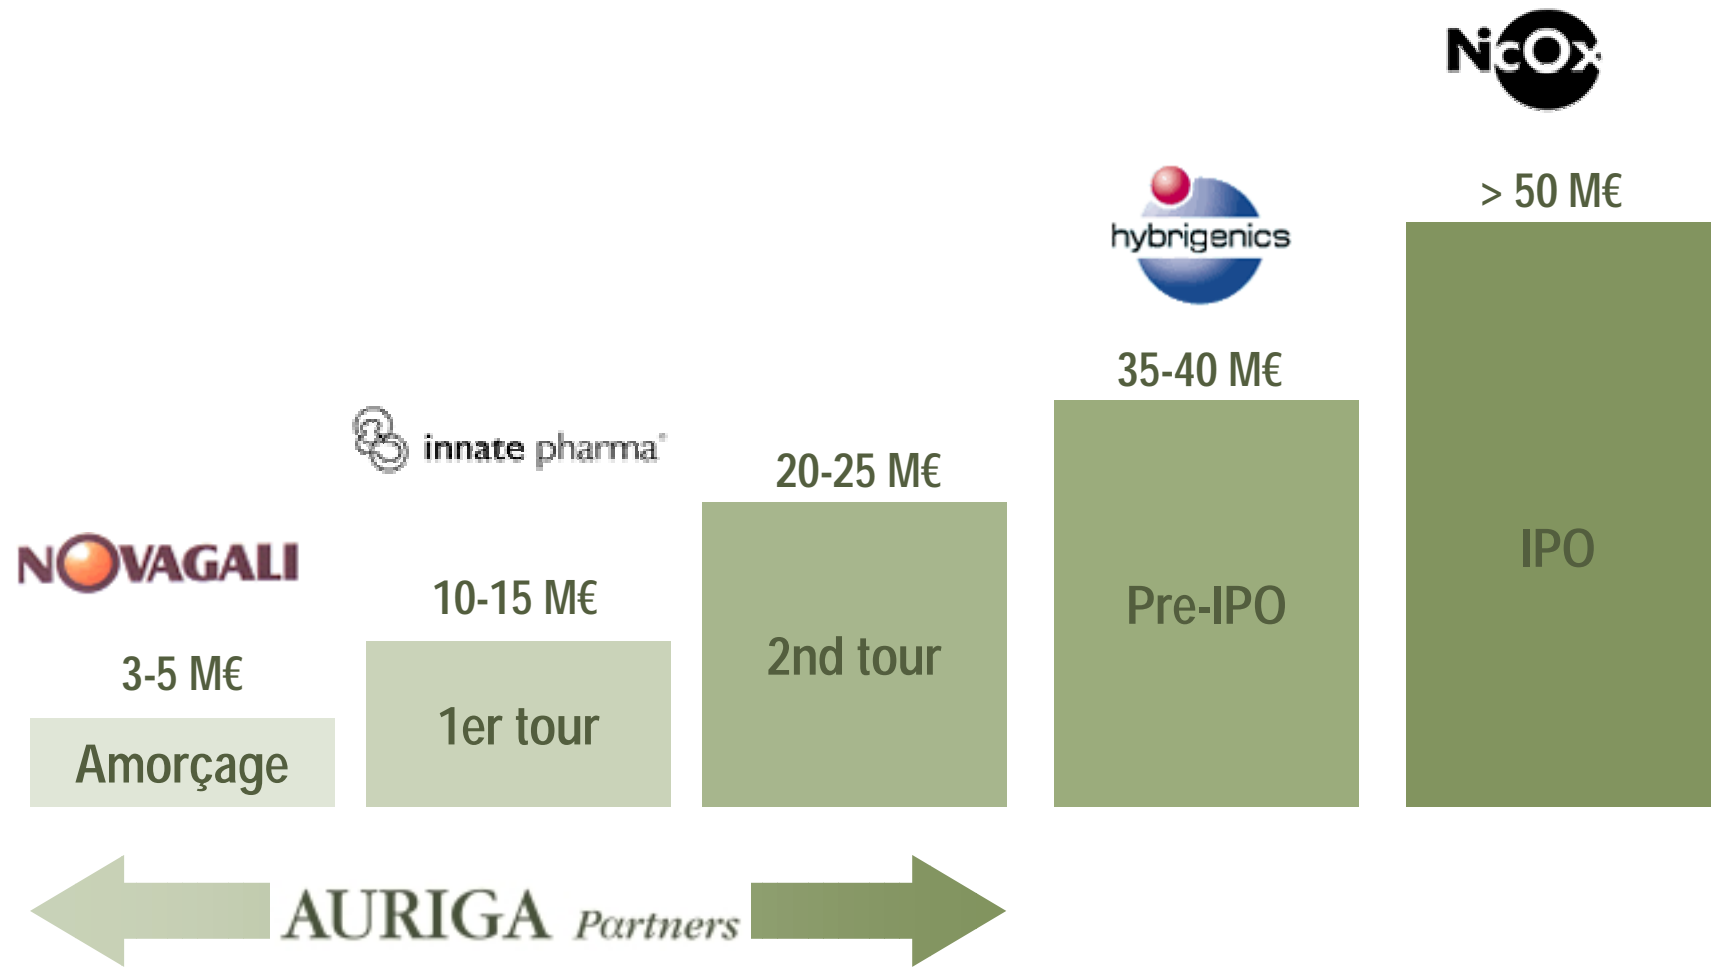 NicOx
> 50 M€
hybrigenics
35-40 M€
innate pharma
20-25 M€
NOVAGALI
10-15 M€
3-5 M€
Amorçage
1er tour
2nd tour
Pre-IPO
IPO
AURIGA Partners